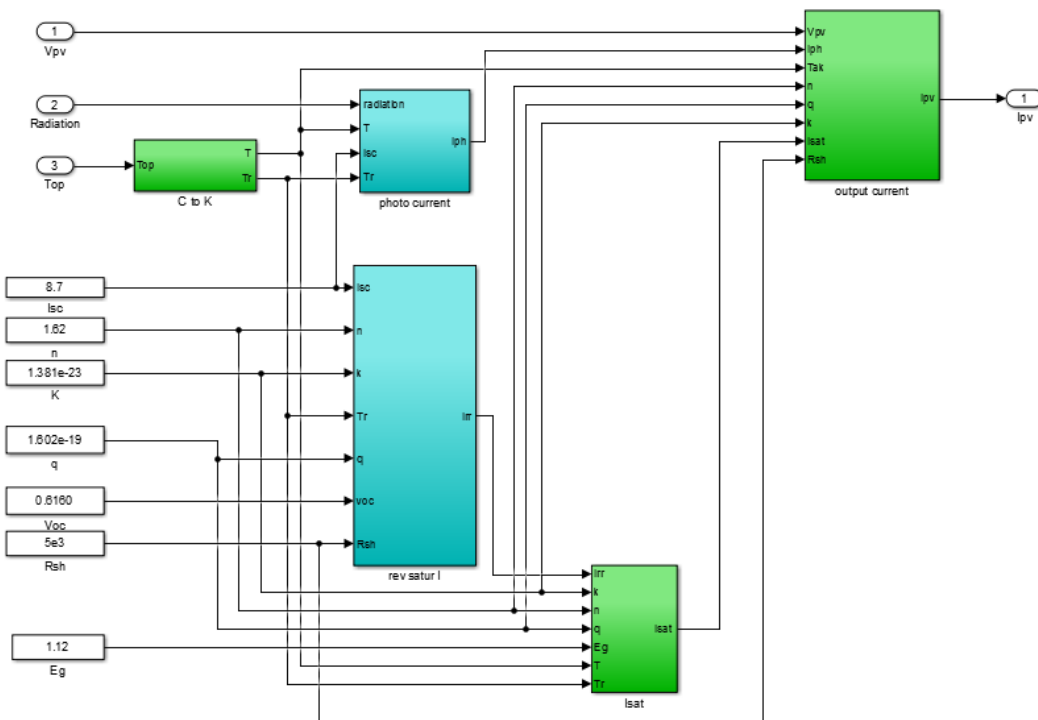 1
Vpv
2
Radiation
3
Top
Top
T
Tr
C to K
radiation
T
Isc
Tr
Iph
photo current
Vpv
Iph
Tak
n
q
k
Isat
Rsh
Ipv
output current
1
Ipv
8.7
Isc
1.62
n
1.381e-23
K
1.602e-19
q
0.6160
Voc
5e3
Rsh
1.12
Eg
Isc
n
k
Tr
q
voc
Rsh
Irr
rev satur I
Irr
k
n
q
Eg
T
Tr
Isat
Isat